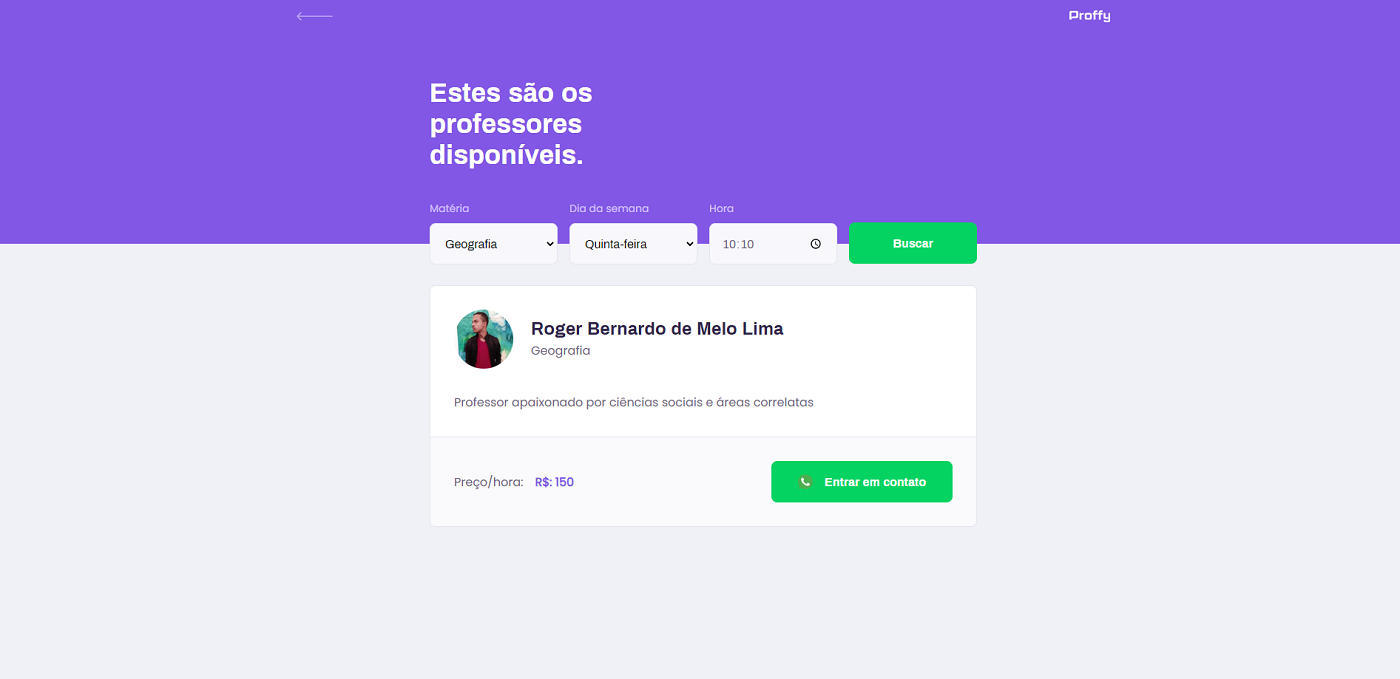 Proffy
Estes são os
professores
disponíveis.
Matéria
Dia da semana
Hora
Geografia
Quinta-feira
10:10
Buscar
Roger Bernardo de Melo Lima
Geografia
Professor apaixonado por ciências sociais e áreas correlatas
Preço/hora:
R$: 150
Entrar em contato